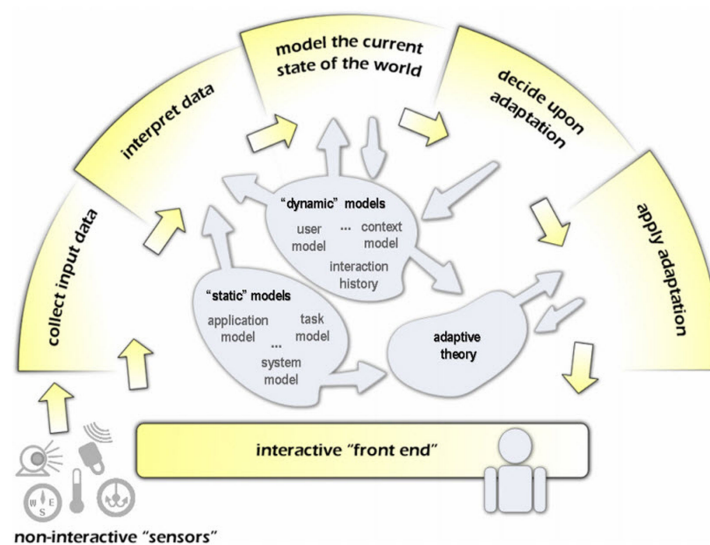 model the current
state of the world
interpret data
decide upon
adaptation
collect input data
apply adaptation
"dynamic" models
user
model
...
context
model
interaction
history
"static" models
application
model
task
model
...
system
model
adaptive
theory
interactive "front end"
W E
S
non-interactive "sensors"